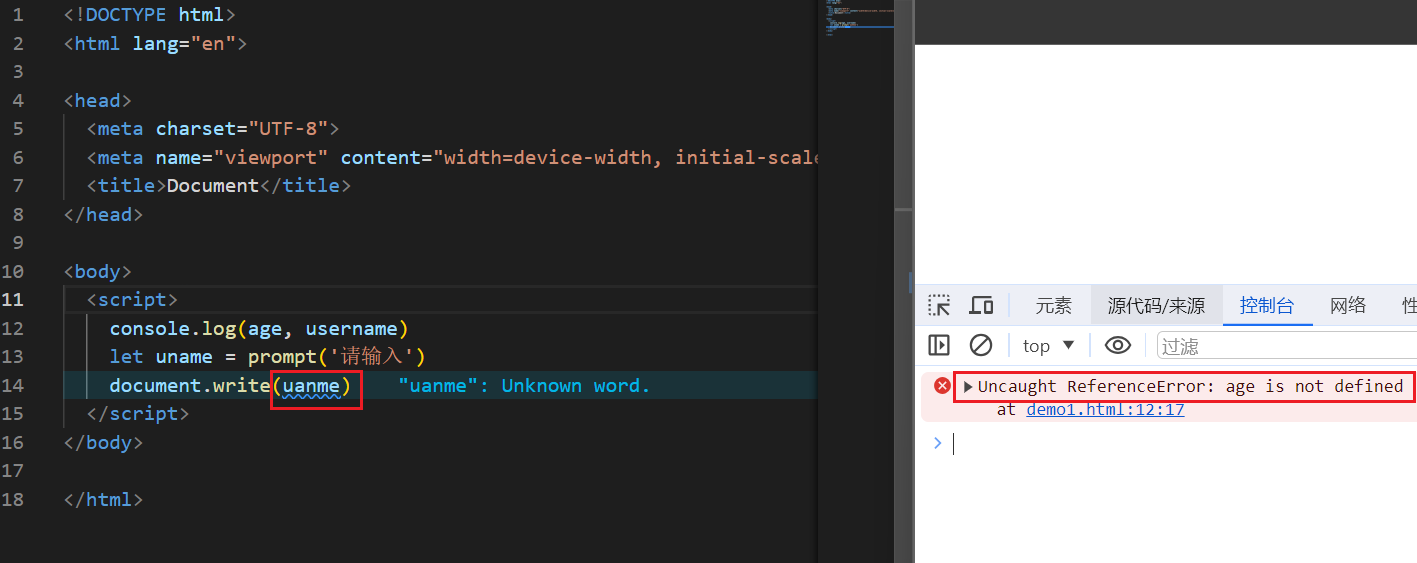 1 <!DOCTYPE html>
2 <html lang="en">
3
4 <head>
5 <meta charset="UTF-8">
6 <meta name="viewport" content="width=device-width, initial-scale
7 <title>Document</title>
8 </head>
9
10 <body>
11 <script>
12 console.log(age, username)
13 let uname = prompt('请输入')
14 document.write(uanme) "uanme": Unknown word.
15 </script>
16 </body>
17
18 </html>
元素 源代码/来源 控制台 网络 性
top 过滤
Uncaught ReferenceError: age is not defined
at demo1.html:12:17
>